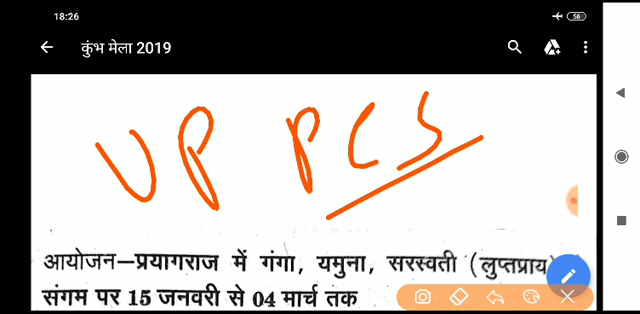 18:26
56
कुंभ मेला 2019
UP PCS
आयोजन–प्रयागराज में गंगा, यमुना, सरस्वती (लुप्तप्राय)
संगम पर 15 जनवरी से 04 मार्च तक